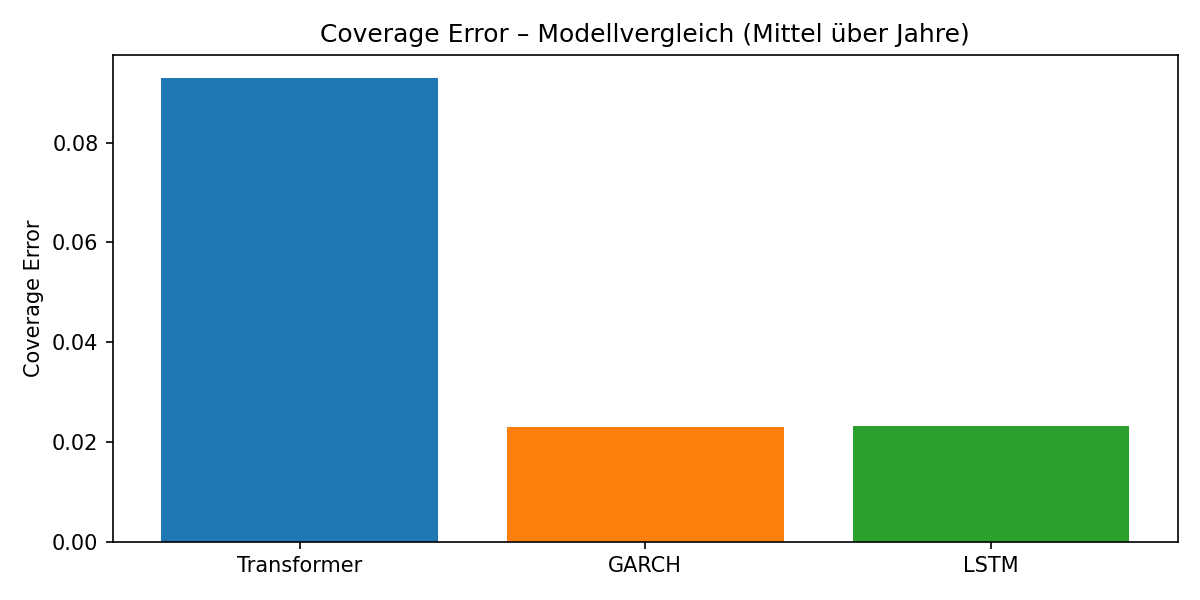 Coverage Error – Modellvergleich (Mittel über Jahre)
Coverage Error
0.08
0.06
0.04
0.02
0.00
Transformer GARCH LSTM